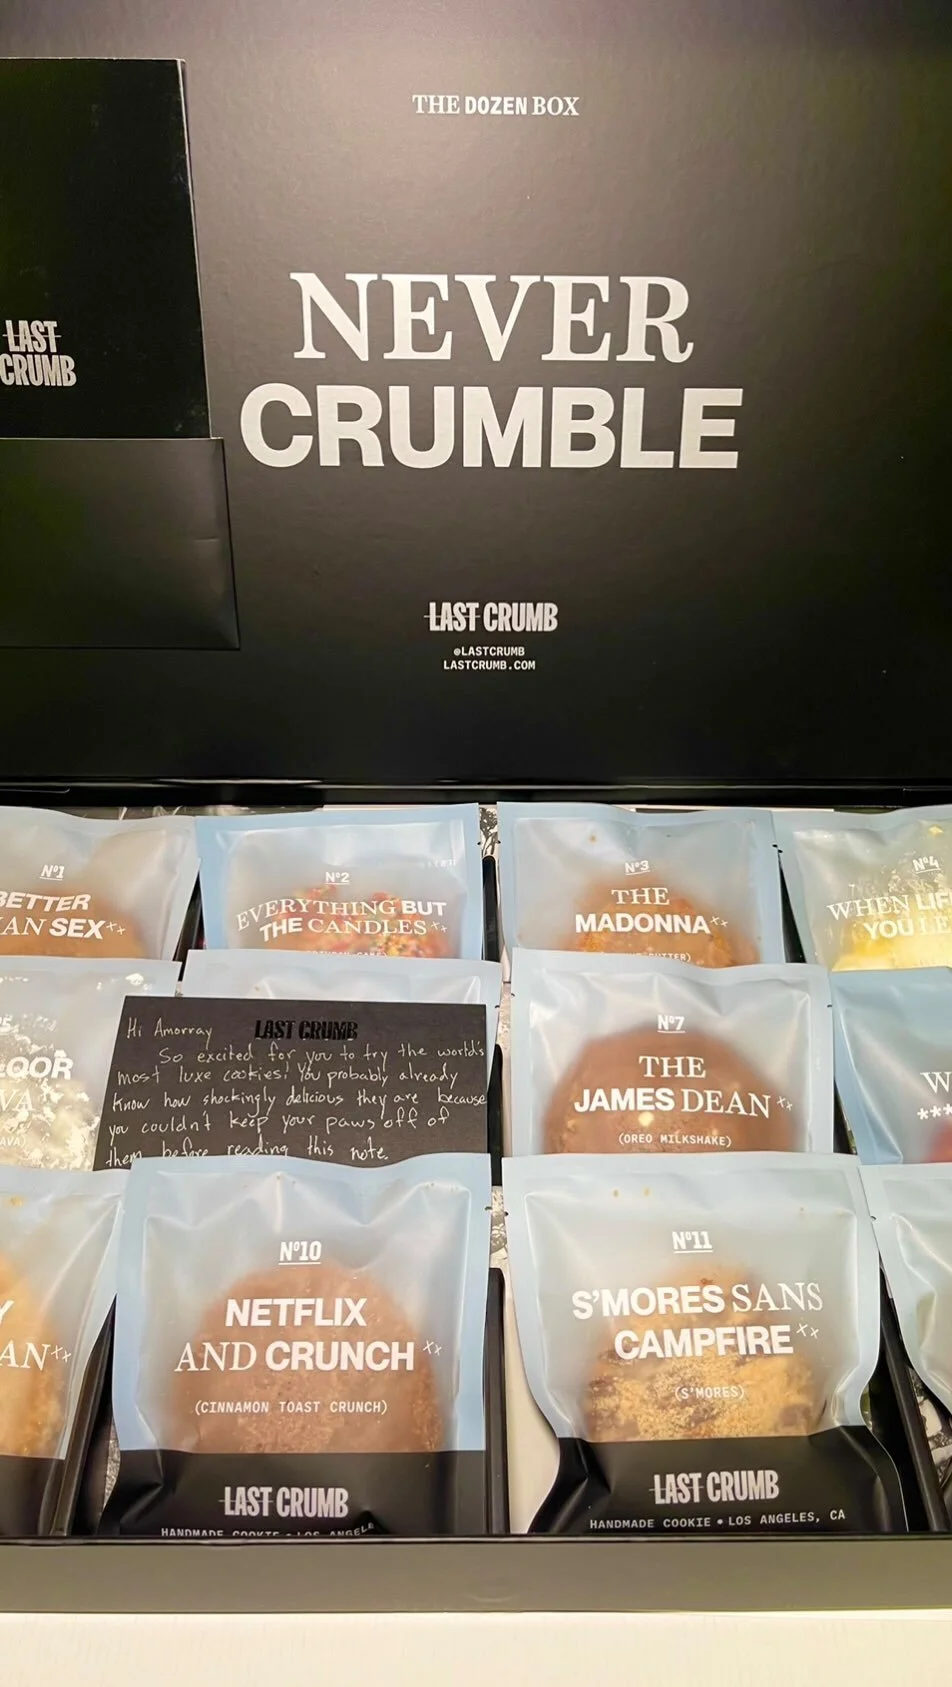 THE DOZEN BOX
NEVER
CRUMBLE
LAST
CRUMB
LAST CRUMB
@LASTCRUMB
LASTCRUMB.COM
Nº1
BETTER
AN SEX××
Nº2
EVERYTHING BUT
THE CANDLES××
Nº3
THE
MADONNA××
Nº4
WHEN LIF
YOU LE
OOR
VA
AVA)
Hi Amorray
LAST CRUMB
So excited for you to try the world's
most luxe cookies! You probably already
know how shockingly delicious they are because
you couldn't keep your paws off of
them before reading this note.
Nº7
THE
JAMES DEAN××
(OREO MILKSHAKE)
W
***
Y
AN××
Nº10
NETFLIX
AND CRUNCH××
(CINNAMON TOAST CRUNCH)
LAST CRUMB
HANDMADE COOKIE • LOS ANGELE
Nº11
S'MORES SANS
CAMPFIRE××
(S'MORES)
LAST CRUMB
HANDMADE COOKIE • LOS ANGELES, CA